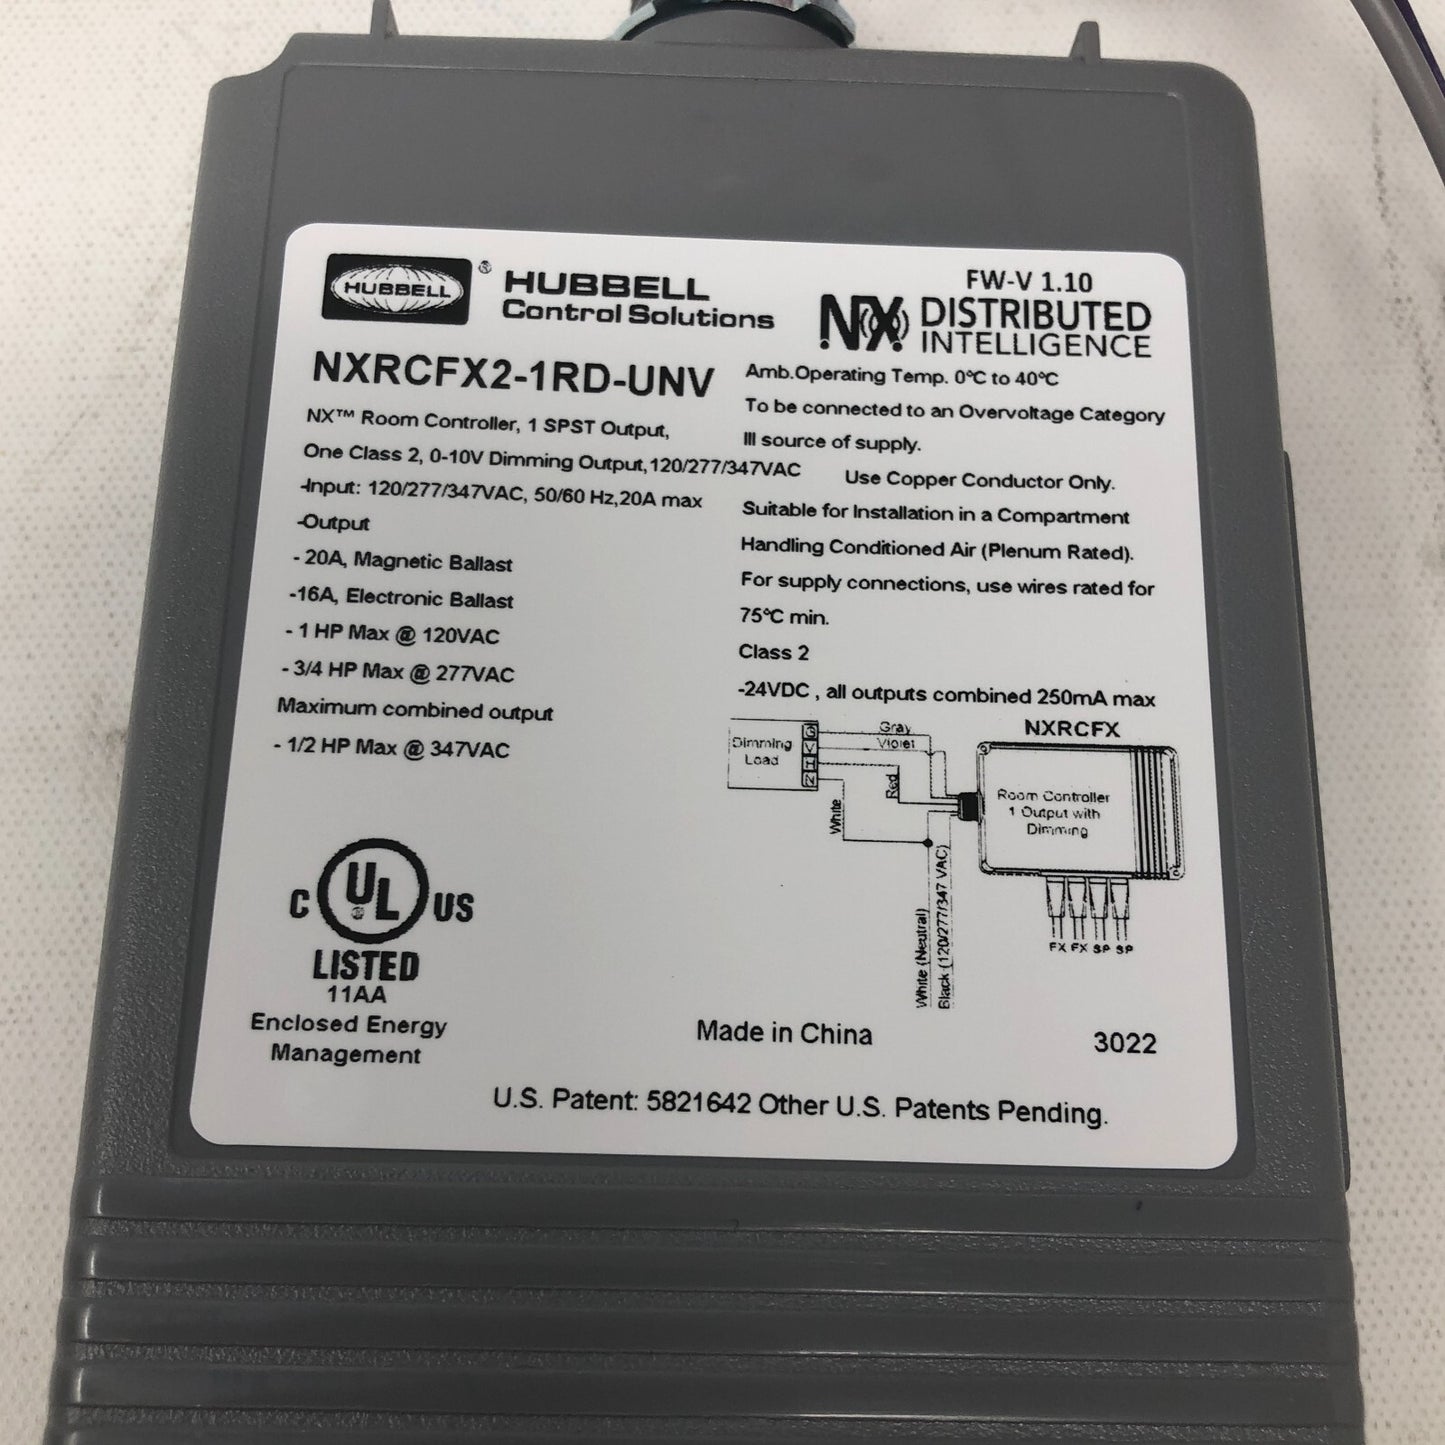 HUBBELL
®
HUBBELL
Control Solutions
FW-V 1.10
NX DISTRIBUTED
INTELLIGENCE
NXRCFX2-1RD-UNV
NX™ Room Controller, 1 SPST Output,
One Class 2, 0-10V Dimming Output,120/277/347VAC
-Input: 120/277/347VAC, 50/60 Hz,20A max
-Output
- 20A, Magnetic Ballast
-16A, Electronic Ballast
- 1 HP Max @ 120VAC
- 3/4 HP Max @ 277VAC
Maximum combined output
- 1/2 HP Max @ 347VAC
Amb.Operating Temp. 0°C to 40°C
To be connected to an Overvoltage Category
III source of supply.
Use Copper Conductor Only.
Suitable for Installation in a Compartment
Handling Conditioned Air (Plenum Rated).
For supply connections, use wires rated for
75°C min.
Class 2
-24VDC , all outputs combined 250mA max
NXRCFX
Dimming
Load
G
V
H
N
Gray
Violet
Red
White
Room Controller
1 Output with
Dimming
White (Neutral)
Black (120/277/347 VAC)
FX FX SP SP
C UL ® US
LISTED
11AA
Enclosed Energy
Management
Made in China
3022
U.S. Patent: 5821642 Other U.S. Patents Pending.